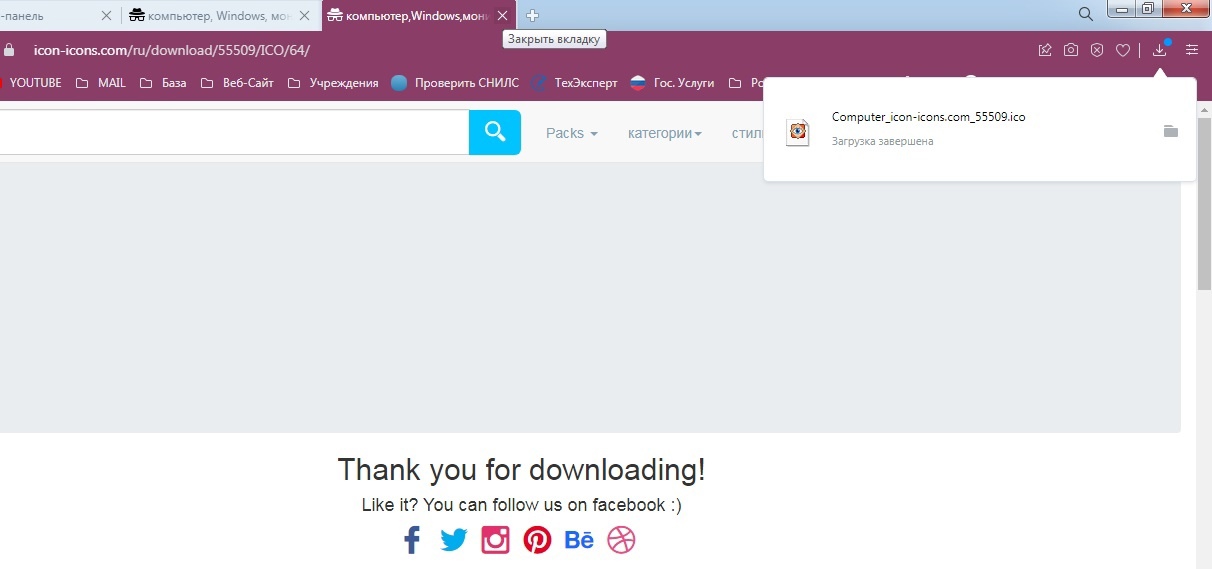 -панель
компьютер, Windows, мон
компьютер,Windows,мони
Закрыть вкладку
icon-icons.com/ru/download/55509/ICO/64/
YOUTUBE
MAIL
База
Веб-Сайт
Учреждения
Проверить СНИЛС
ТехЭксперт
Гос. Услуги
Ро
Packs
категории
стиль
Computer_icon-icons.com_55509.ico
Загрузка завершена
Thank you for downloading!
Like it? You can follow us on facebook :)
Bē